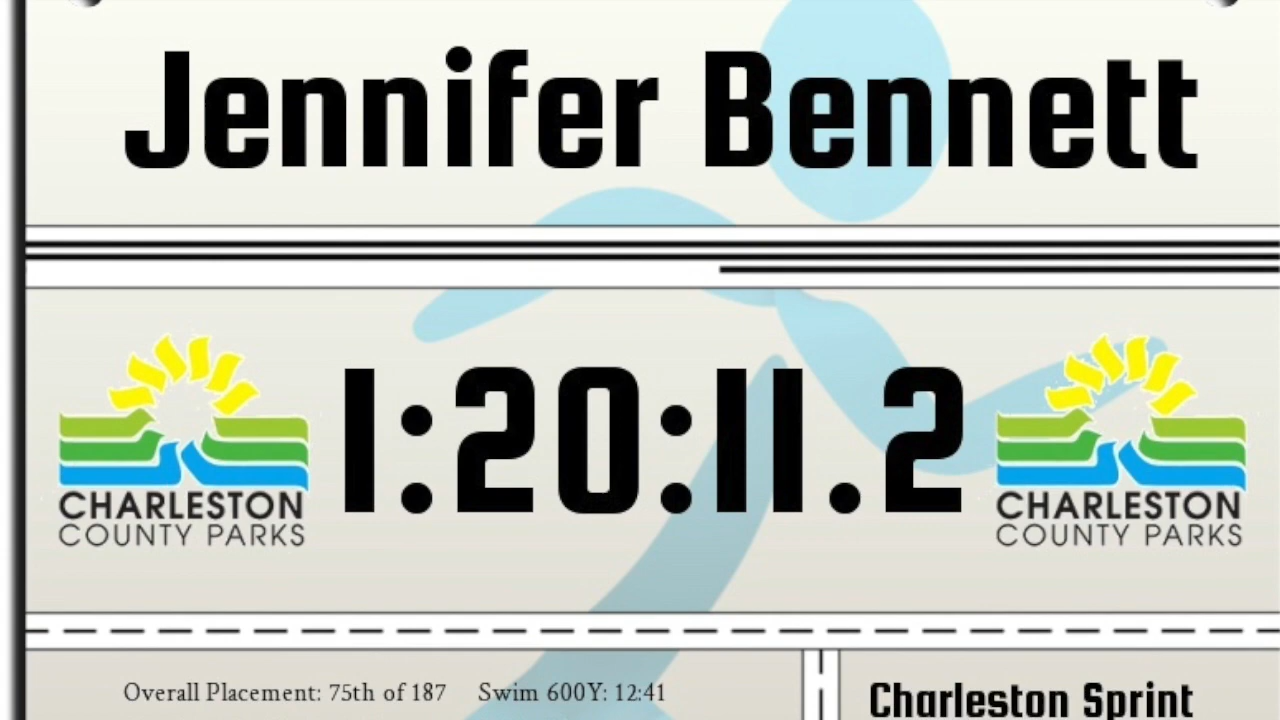 Jennifer Bennett
1:20:11.2
CHARLESTON
COUNTY PARKS
CHARLESTON
COUNTY PARKS
Overall Placement: 75th of 187 Swim 600Y: 12:41
Charleston Sprint